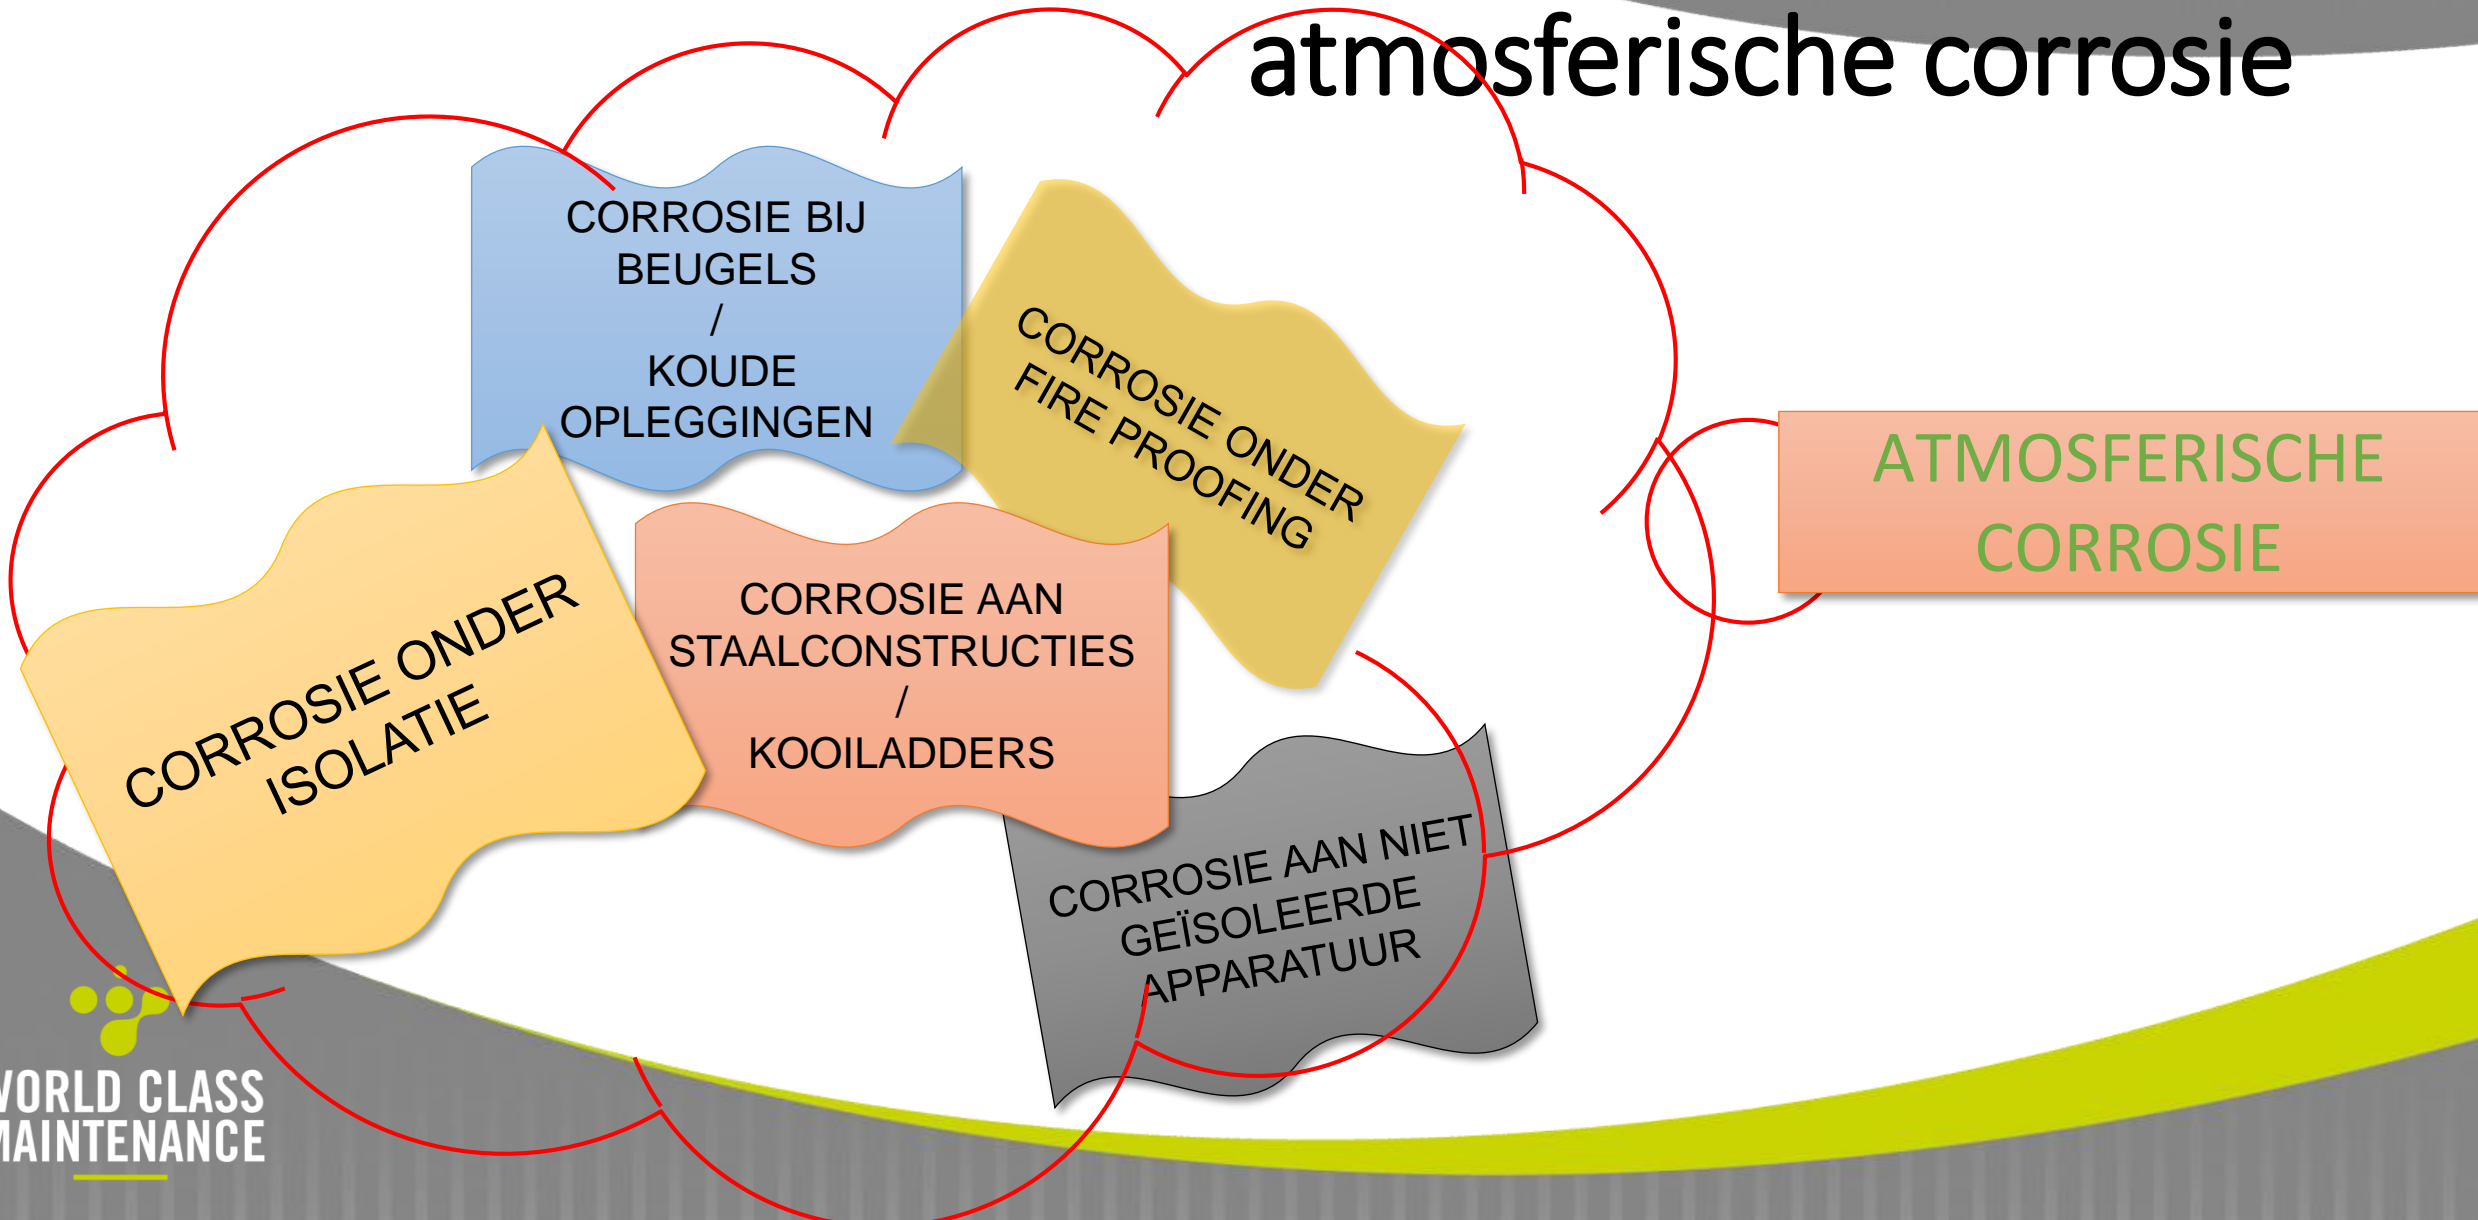 atmosferische corrosie
CORROSIE BIJ
BEUGELS
/
KOUDE
OPLEGGINGEN
CORROSIE ONDER
FIRE PROOFING
ATMOSFERISCHE
CORROSIE
CORROSIE ONDER
ISOLATIE
CORROSIE AAN
STAALCONSTRUCTIES
/
KOOILADDERS
CORROSIE AAN NIET
GEÏSOLEERDE
APPARATUUR
WORLD CLASS
MAINTENANCE